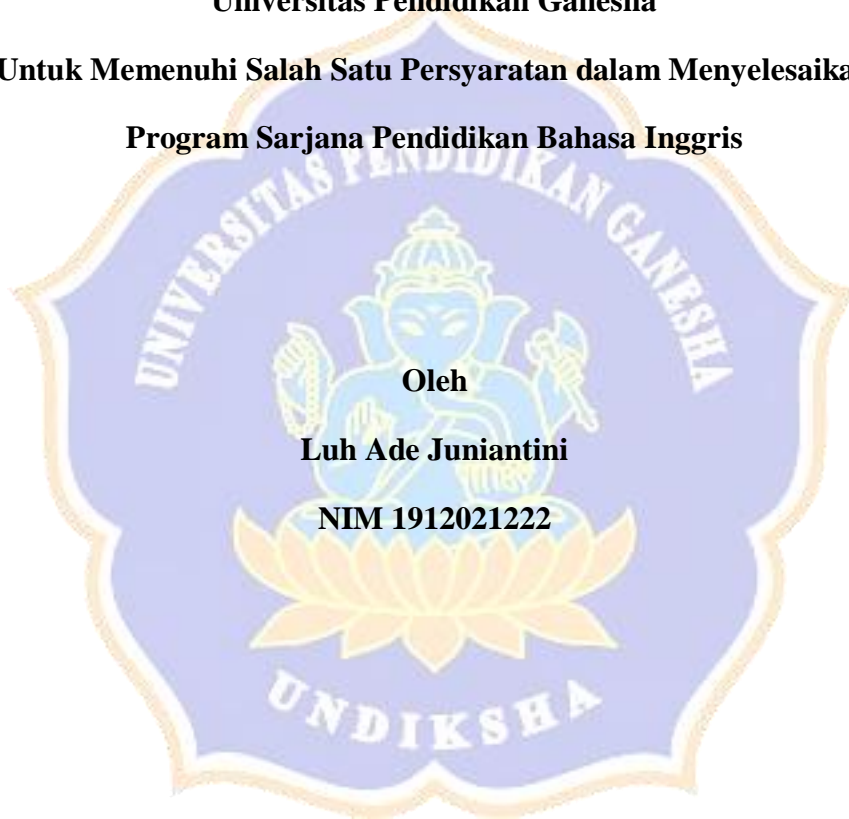 Universitas Pendidikan Ganesha
Untuk Memenuhi Salah Satu Persyaratan dalam Menyelesaika
Program Sarjana Pendidikan Bahasa Inggris
UNIVERSITAS PENDIDIKAN GANESHA
Oleh
Luh Ade Juniantini
NIM 1912021222
UNDIKSHA